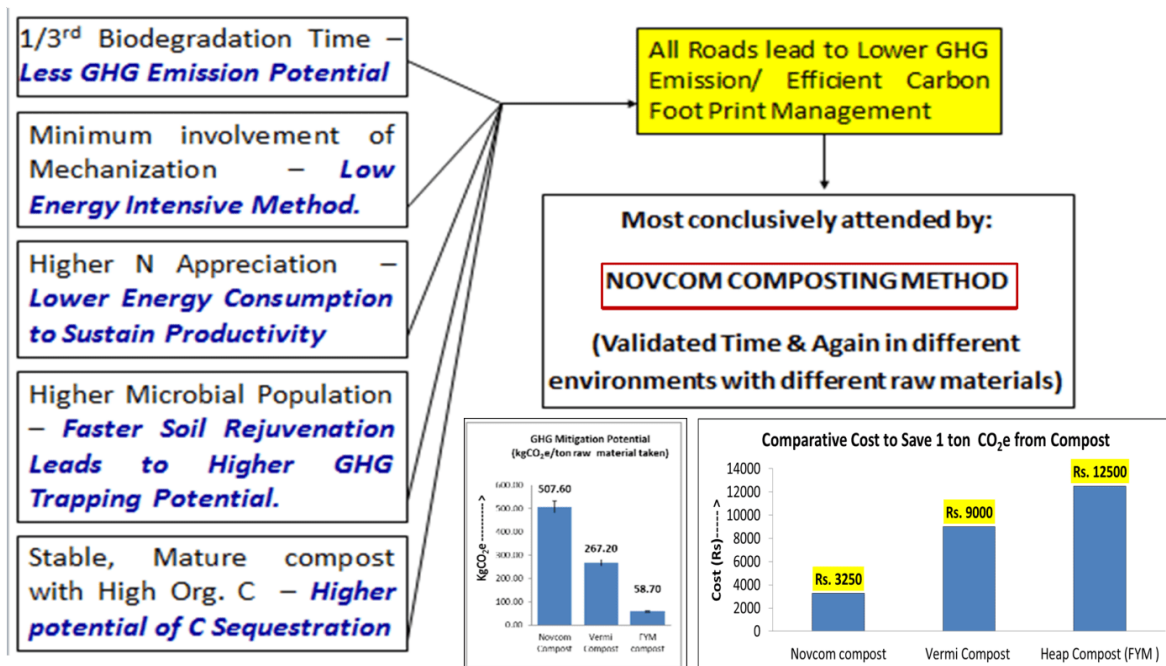 1/3rd Biodegradation Time –
Less GHG Emission Potential
Minimum involvement of
Mechanization – Low
Energy Intensive Method.
Higher N Appreciation –
Lower Energy Consumption
to Sustain Productivity
Higher Microbial Population
– Faster Soil Rejuvenation
Leads to Higher GHG
Trapping Potential.
Stable, Mature compost
with High Org. C – Higher
potential of C Sequestration
All Roads lead to Lower GHG
Emission/ Efficient Carbon
Foot Print Management
Most conclusively attended by:
NOVCOM COMPOSTING METHOD
(Validated Time & Again in different
environments with different raw materials)
GHG Mitigation Potential
(kgCO₂e/ton raw material taken)
KgCO₂e ---------->
600.00
500.00
400.00
300.00
200.00
100.00
0.00
507.60
267.20
58.70
Novcom
Compost
Vermi
Compost
FYM
compost
Comparative Cost to Save 1 ton CO₂e from Compost
Cost (Rs)-----&gt;
14000
12000
10000
8000
6000
4000
2000
0
Rs. 3250
Rs. 9000
Rs. 12500
Novcom compost
Vermi Compost
Heap Compost (FYM )